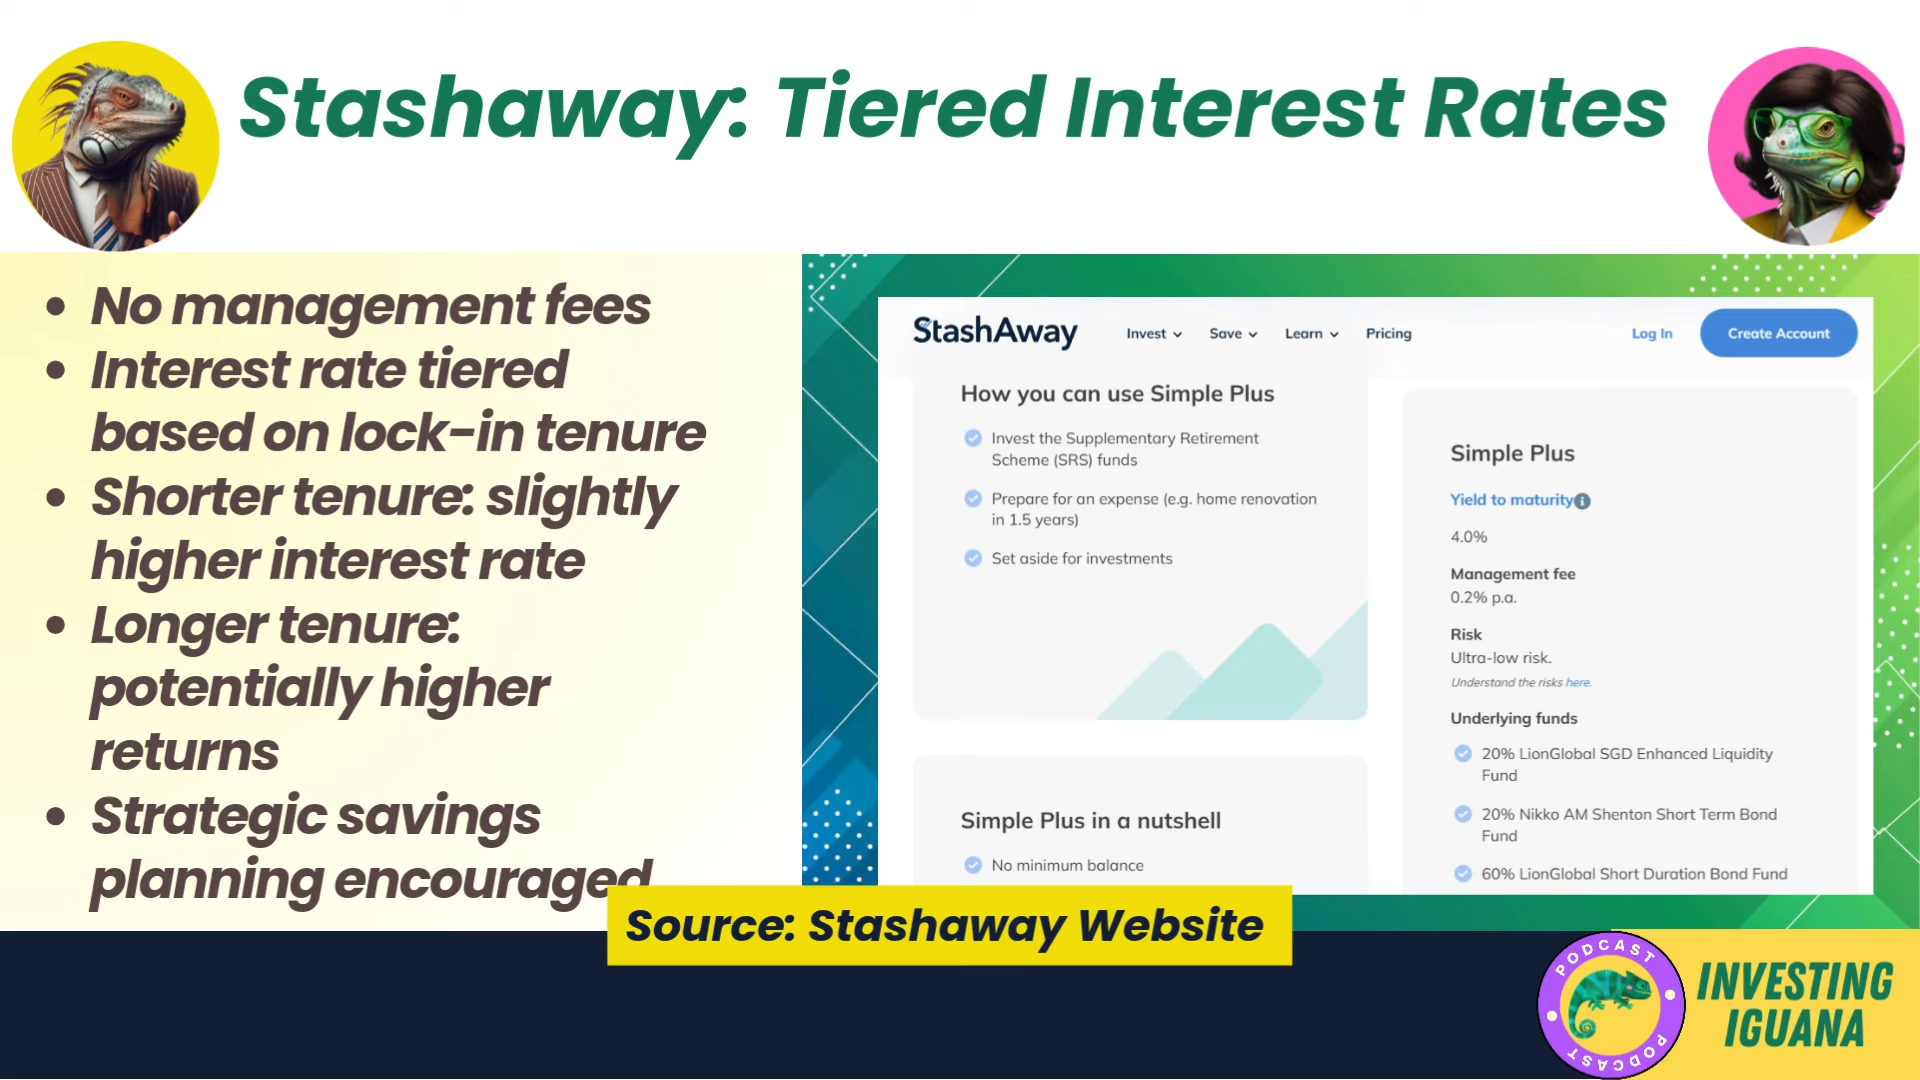 Stashaway: Tiered Interest Rates
No management fees
Interest rate tiered
based on lock-in tenure
Shorter tenure: slightly
higher interest rate
Longer tenure:
potentially higher
returns
Strategic savings
planning encouraged
StashAway
Invest
Save
Learn
Pricing
Log In
Create Account
How you can use Simple Plus
Invest the Supplementary Retirement
Scheme (SRS) funds
Prepare for an expense (e.g. home renovation
in 1.5 years)
Set aside for investments
Simple Plus in a nutshell
No minimum balance
Simple Plus
Yield to maturity
4.0%
Management fee
0.2% p.a.
Risk
Ultra-low risk.
Understand the risks here.
Underlying funds
20% LionGlobal SGD Enhanced Liquidity
Fund
20% Nikko AM Shenton Short Term Bond
Fund
60% LionGlobal Short Duration Bond Fund
Source: Stashaway Website
PODCAST
PODCAST
INVESTING
IGUANA